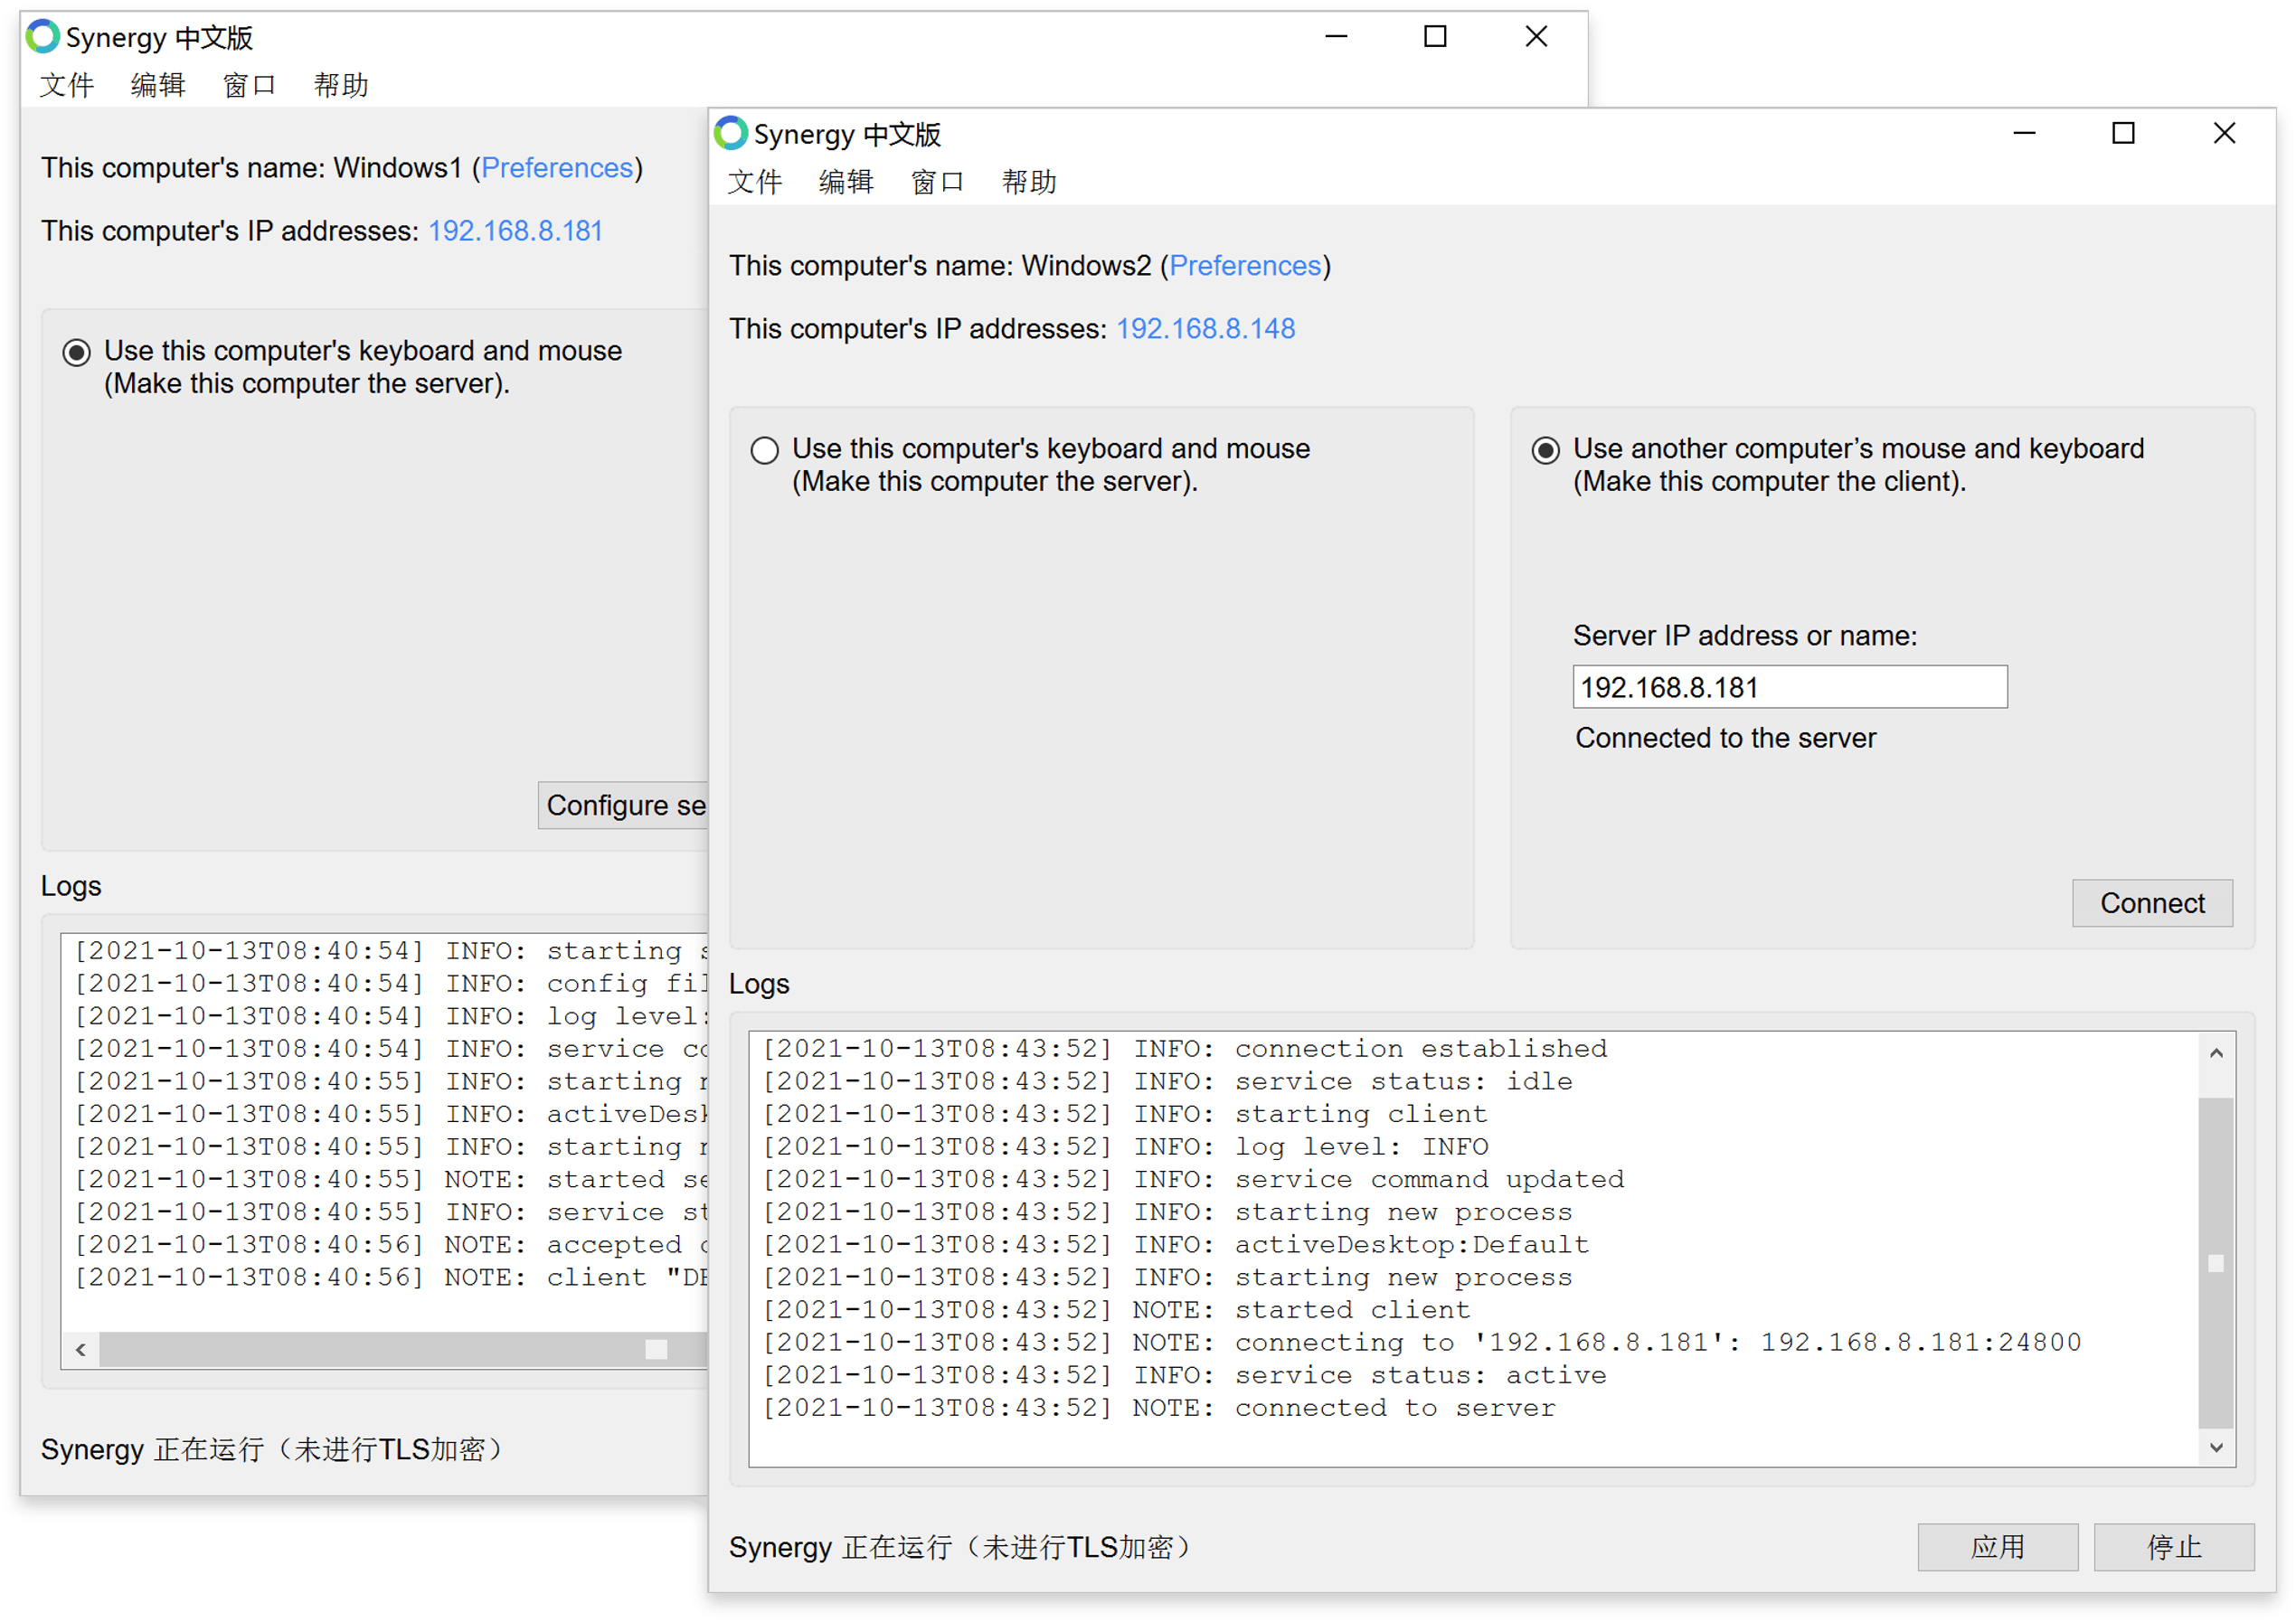 Synergy 中文版
文件 编辑 窗口 帮助
This computer's name: Windows1 (Preferences)
This computer's IP addresses: 192.168.8.181
Use this computer's keyboard and mouse
(Make this computer the server).
Configure se
Logs
[2021-10-13T08:40:54] INFO: starting
[2021-10-13T08:40:54] INFO: config fil
[2021-10-13T08:40:54] INFO: log level:
[2021-10-13T08:40:54] INFO: service co
[2021-10-13T08:40:55] INFO: starting
[2021-10-13T08:40:55] INFO: activeDesk
[2021-10-13T08:40:55] INFO: starting
[2021-10-13T08:40:55] NOTE: started se
[2021-10-13T08:40:55] INFO: service st
[2021-10-13T08:40:56] NOTE: accepted
[2021-10-13T08:40:56] NOTE: client "DE
Synergy 正在运行（未进行TLS加密）
Synergy 中文版
文件 编辑 窗口 帮助
This computer's name: Windows2 (Preferences)
This computer's IP addresses: 192.168.8.148
Use this computer's keyboard and mouse
(Make this computer the server).
Use another computer’s mouse and keyboard
(Make this computer the client).
Server IP address or name:
192.168.8.181
Connected to the server
Connect
Logs
[2021-10-13T08:43:52] INFO: connection established
[2021-10-13T08:43:52] INFO: service status: idle
[2021-10-13T08:43:52] INFO: starting client
[2021-10-13T08:43:52] INFO: log level: INFO
[2021-10-13T08:43:52] INFO: service command updated
[2021-10-13T08:43:52] INFO: starting new process
[2021-10-13T08:43:52] INFO: activeDesktop:Default
[2021-10-13T08:43:52] INFO: starting new process
[2021-10-13T08:43:52] NOTE: started client
[2021-10-13T08:43:52] NOTE: connecting to '192.168.8.181': 192.168.8.181:24800
[2021-10-13T08:43:52] INFO: service status: active
[2021-10-13T08:43:52] NOTE: connected to server
Synergy 正在运行（未进行TLS加密）
应用 停止